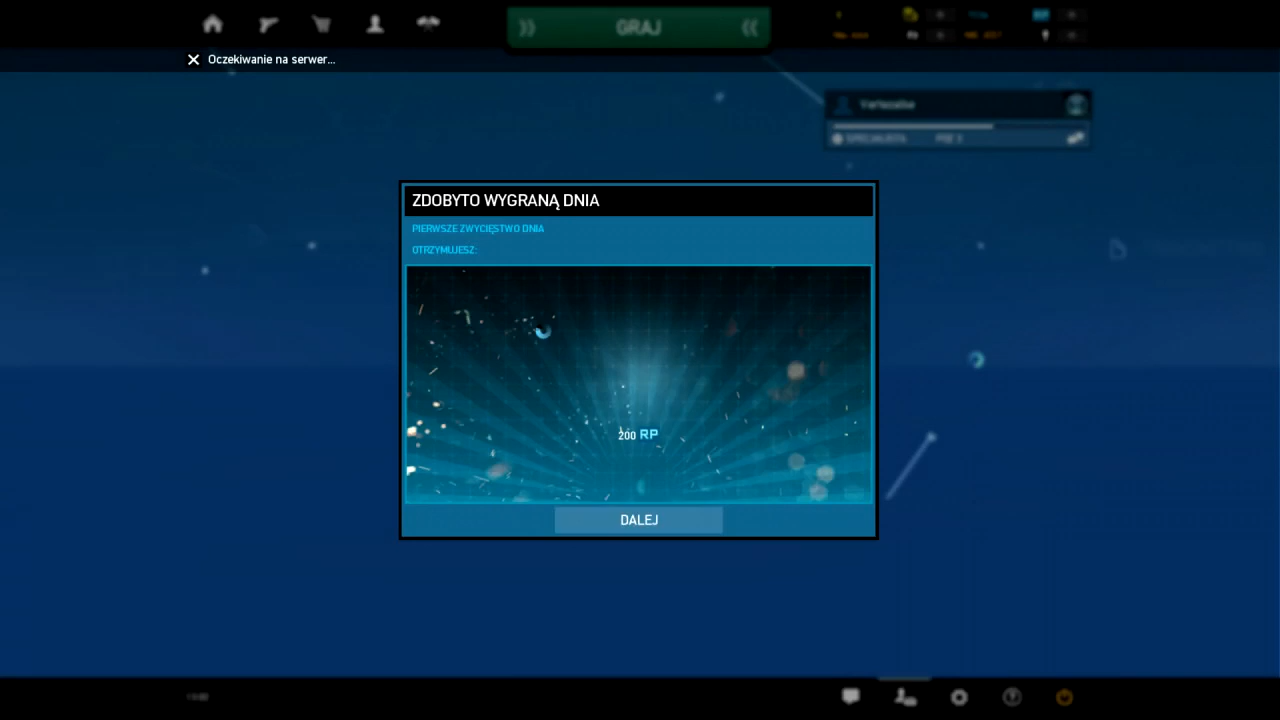 GRAJ
Oczekiwanie na serwer...
ZDOBYTO WYGRANĄ DNIA
PIERWSZE ZWYCIĘSTWO DNIA
OTRZYMUJESZ:
200 RP
DALEJ